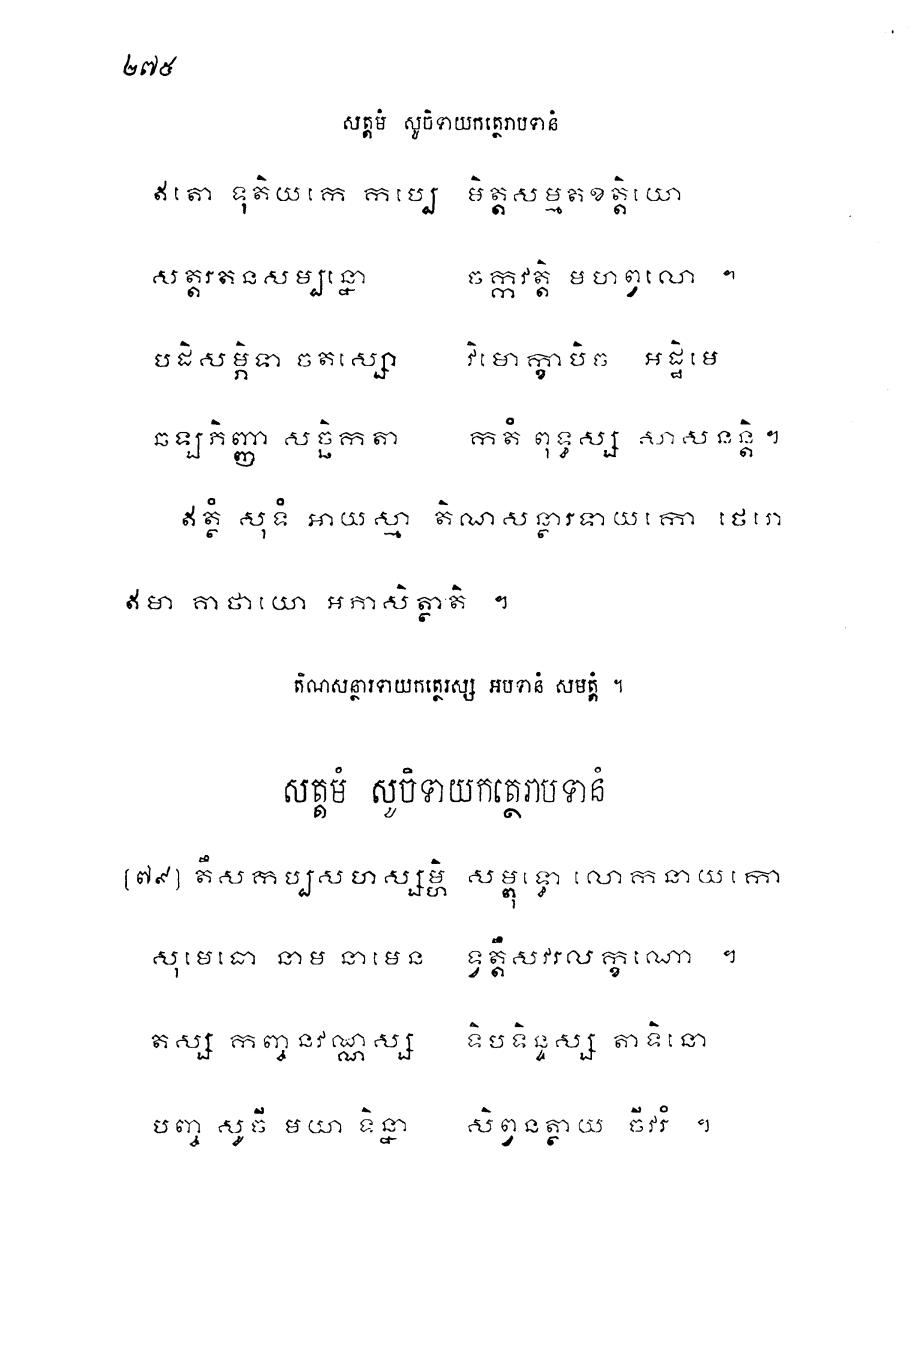 ២៧៥
សត្តមំ សូចិទាយកត្ថេរាបទានំ
ឥតោ ទុតិយកេ កប្បេ មិត្តសម្មតខត្តិយោ
សត្តរតនសម្បន្នោ ចក្កវត្តិ មហព្វលោ ។
បដិសម្ភិទា ចតស្សោ វិមោក្ខាបិច អដ្ឋិមេ
ឆឡភិញ្ញា សច្ឆិកតា កតំ ពុទ្ធស្ស សាសនន្តិ។
ឥត្ថំ សុទំ អាយស្មា តិណសន្ថារទាយកោ ថេរោ
ឥមា គាថាយោ អភាសិត្ថាតិ ។
តិណសន្ថារទាយកត្ថេរស្ស អបទានំ សមត្តំ ។
សត្តមំ សូចិទាយកត្ថេរាបទានំ
[៧៩] តឹសកប្បសហស្សម្ហិ សម្ពុទ្ធោ លោកនាយកោ
សុមេធោ នាម នាមេន ទ្វត្តឹសវរលក្ខណោ ។
តស្ស កញ្ចនវណ្ណស្ស ទិបទិន្ទស្ស តាទិនោ
បញ្ច សូចី មយា ទិន្នា សិព្វនត្ថាយ ចីវរំ ។